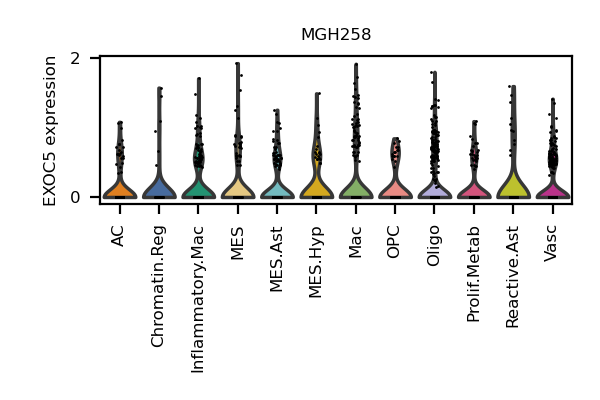 MGH258
EXOC5 expression
2
0
AC
Chromatin.Reg
Inflammatory.Mac
MES
MES.Ast
MES.Hyp
Mac
OPC
Oligo
Prolif.Metab
Reactive.Ast
Vasc